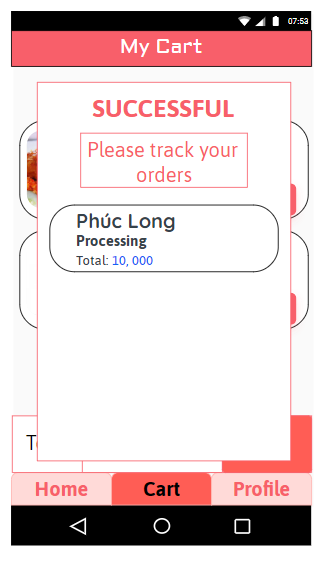 07:53
My Cart
SUCCESSFUL
Please track your
orders
Phúc Long
Processing
Total: 10, 000
Home
Cart
Profile